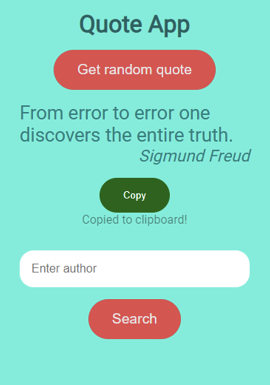 Quote App
Get random quote
From error to error one
discovers the entire truth.
Sigmund Freud
Copy
Copied to clipboard!
Enter author
Search